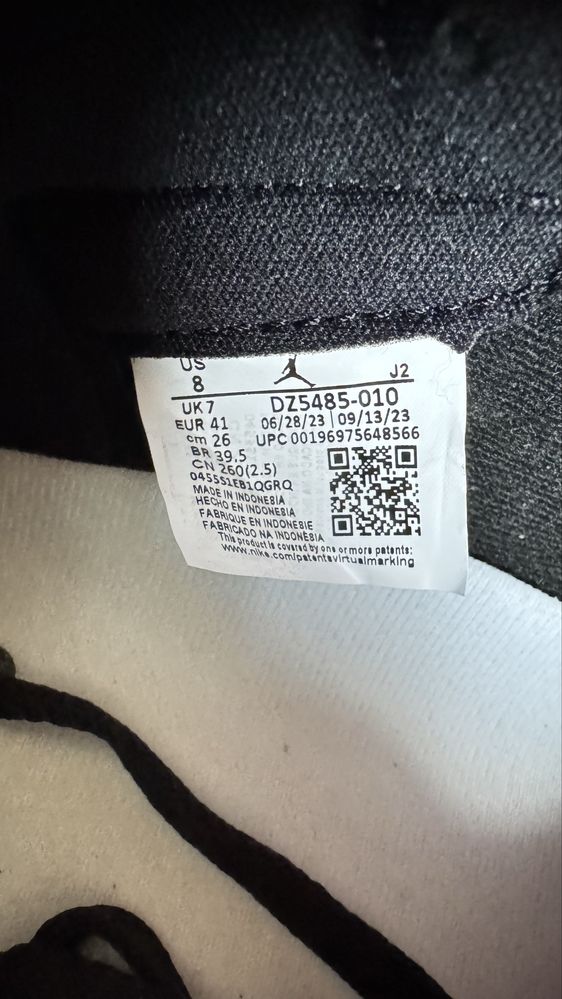 US
8
J2
UK 7
DZ5485-010
EUR 41
06/28/23 | 09/13/23
cm 26
UPC 00196975648566
BR 39.5
CN 260(2.5)
0455S1EB1QGRQ
MADE IN INDONESIA
HECHO EN INDONESIA
FABRIQUE EN INDONESIE
FABRICADO NA INDONÉSIA
This product is covered by one or more patents:
www.nike.com/patentsvirtualmarking